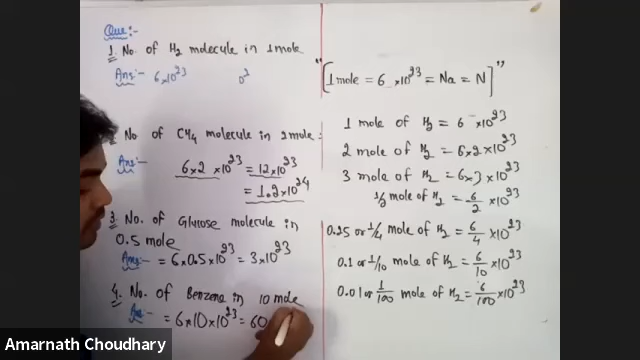 Que:-
1. No. of H2 molecule in 1 mole
Ans:- 6×10^23
0^2
No of CH4 molecule in 2 mole =
Ans:- 6×2 ×10^23 = 12×10^23
= 1.2×10^24
3. No. of Glucose molecule in
0.5 mole
Ans:- = 6×0.5×10^23 = 3×10^23
4. No. of Benzene in 10 mole
Ans:- = 6×10×10^23 = 60
"[1 mole = 6 ×10^23 = Na = N]"
1 mole of H2 = 6 ×10^23
2 mole of H2 = 6×2×10^23
3 mole of H2 = 6×3×10^23
1/2 mole of H2 = 6/2 ×10^23
0.25 or 1/4 mole of H2 = 6/4 ×10^23
0.1 or 1/10 mole of H2 = 6/10 ×10^23
0.01 or 1/100 mole of H2 = 6/100 ×10^23
Amarnath Choudhary